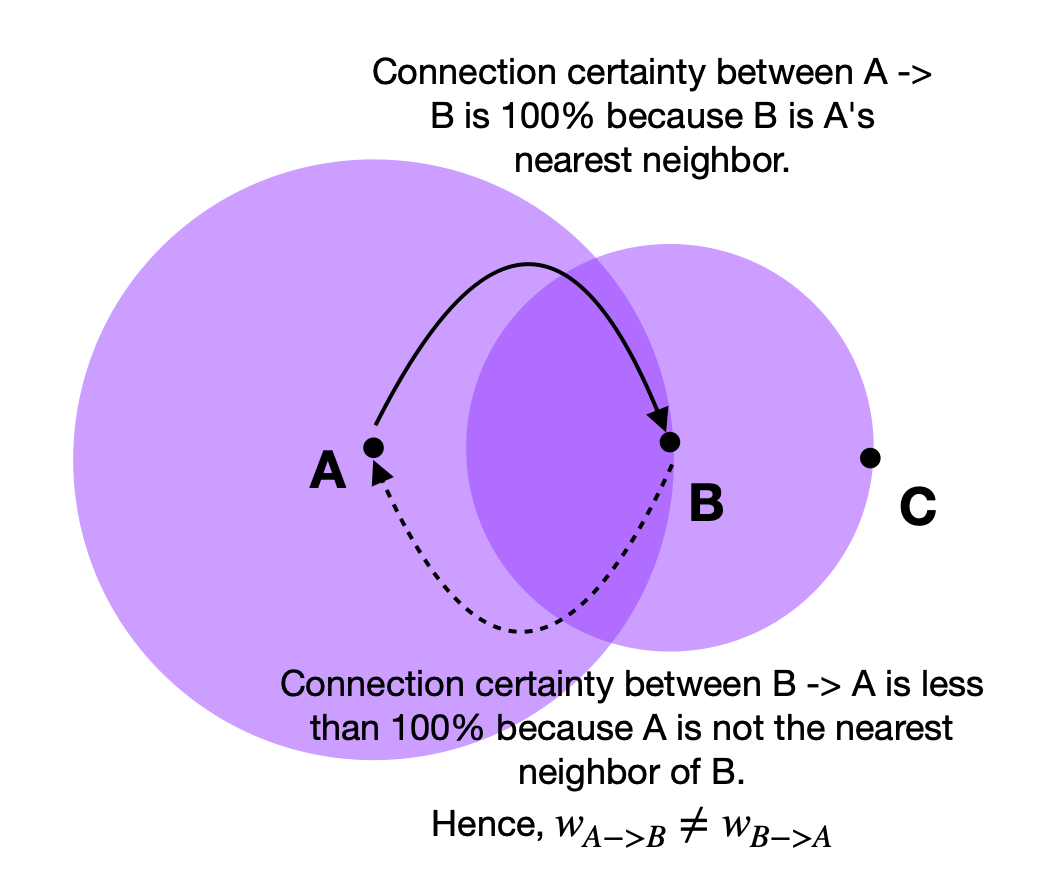 Connection certainty between A ->
B is 100% because B is A's
nearest neighbor.
A
B
C
Connection certainty between B -> A is less
than 100% because A is not the nearest
neighbor of B.
Hence, w_{A->B} ≠ w_{B->A}